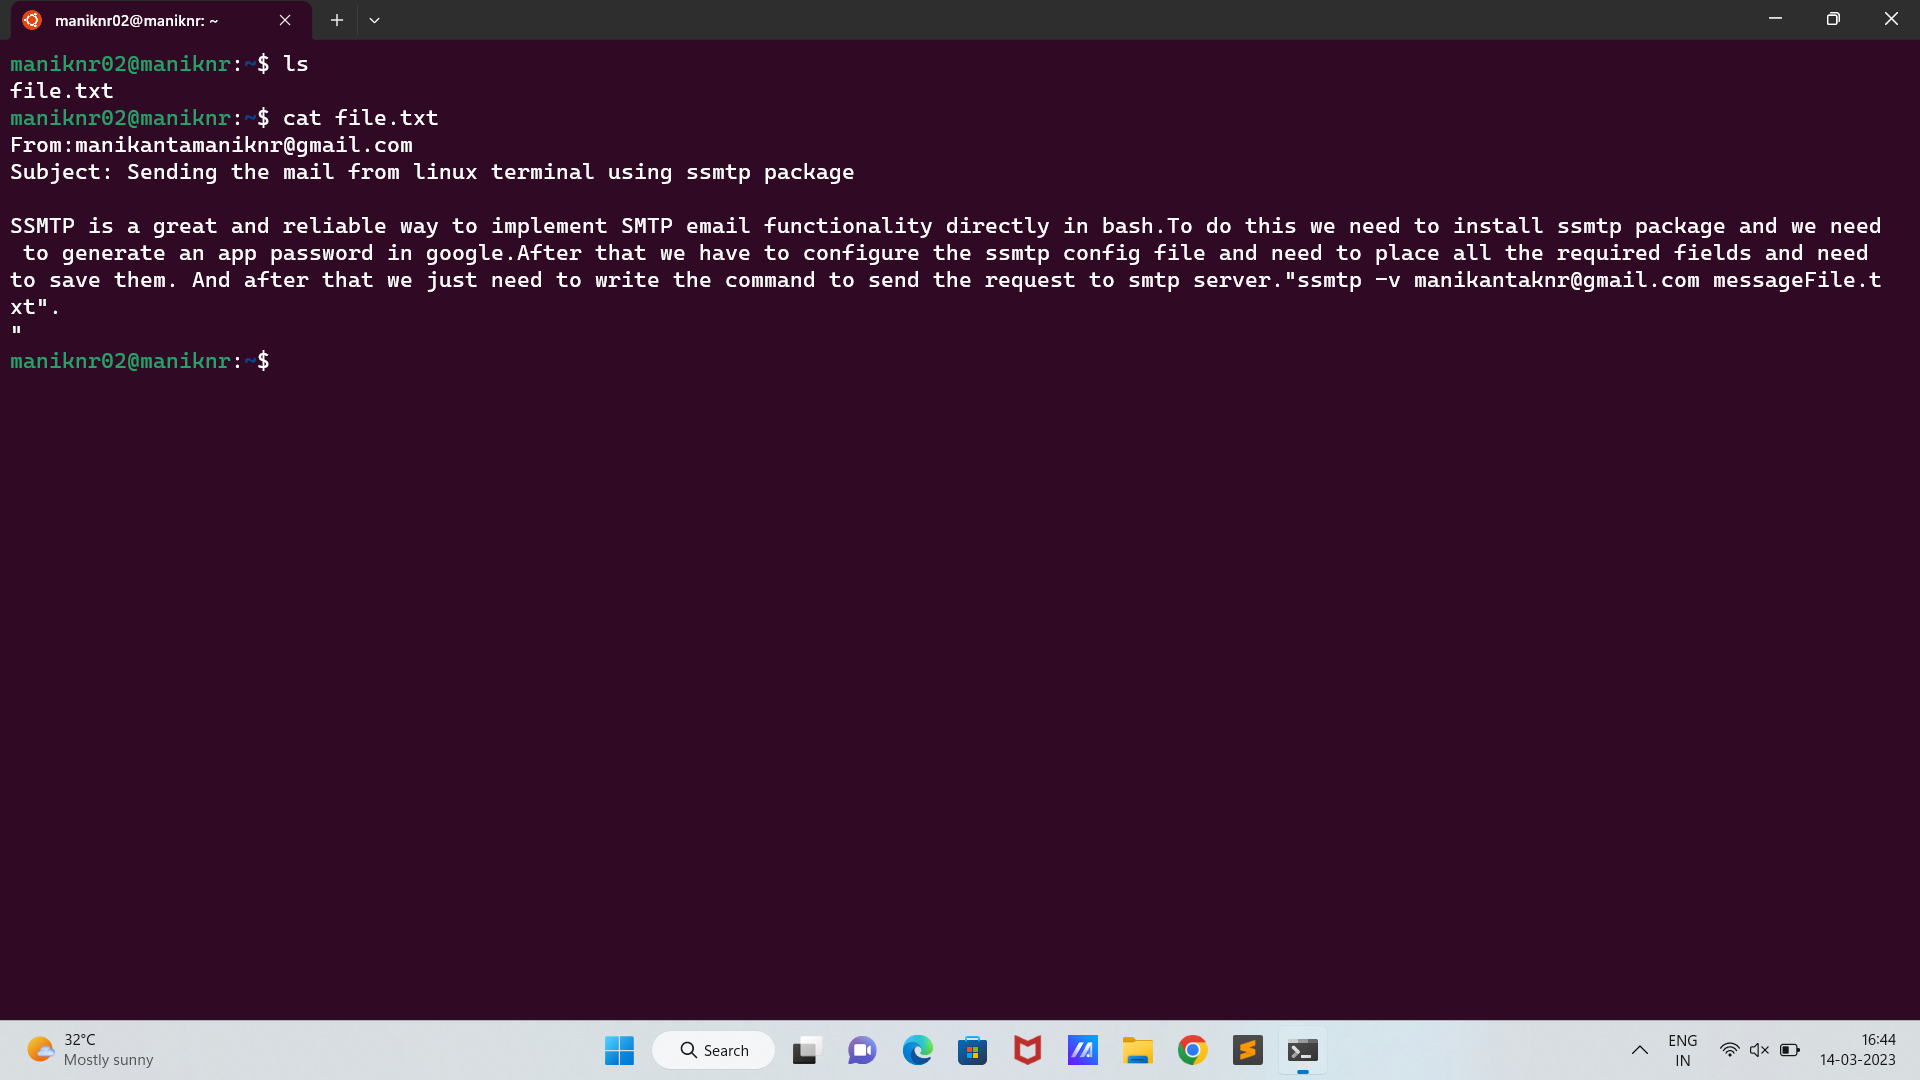 maniknr02@maniknr: ~
maniknr02@maniknr:~$ ls
file.txt
maniknr02@maniknr:~$ cat file.txt
From:manikantamaniknr@gmail.com
Subject: Sending the mail from linux terminal using ssmtp package
SSMTP is a great and reliable way to implement SMTP email functionality directly in bash.To do this we need to install ssmtp package and we need
to generate an app password in google.After that we have to configure the ssmtp config file and need to place all the required fields and need
to save them. And after that we just need to write the command to send the request to smtp server."ssmtp -v manikantaknr@gmail.com messageFile.t
xt".
"
maniknr02@maniknr:~$
32°C
Mostly sunny
Search
ENG
IN
16:44
14-03-2023